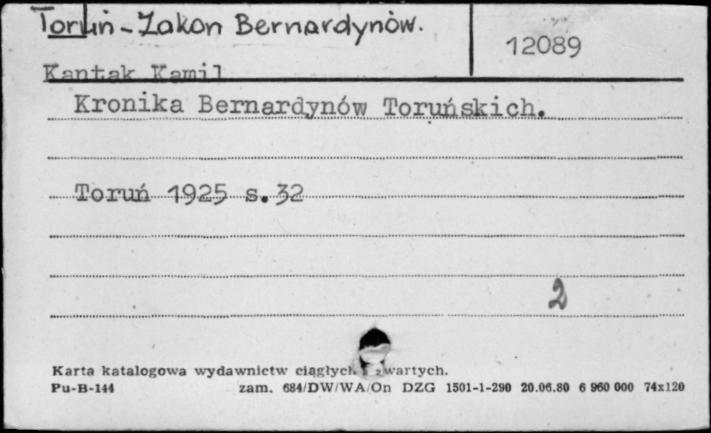 Toruń-Zakon Bernardynów.
12089
Kantak Kamil
Kronika Bernardynów Toruńskich.
Toruń 1925 s.32
2
Karta katalogowa wydawnictw ciągłych zwartych.
Pu-B-144 zam. 684/DW/WA/On DZG 1501-1-290 20.06.80 6 960 000 74x120